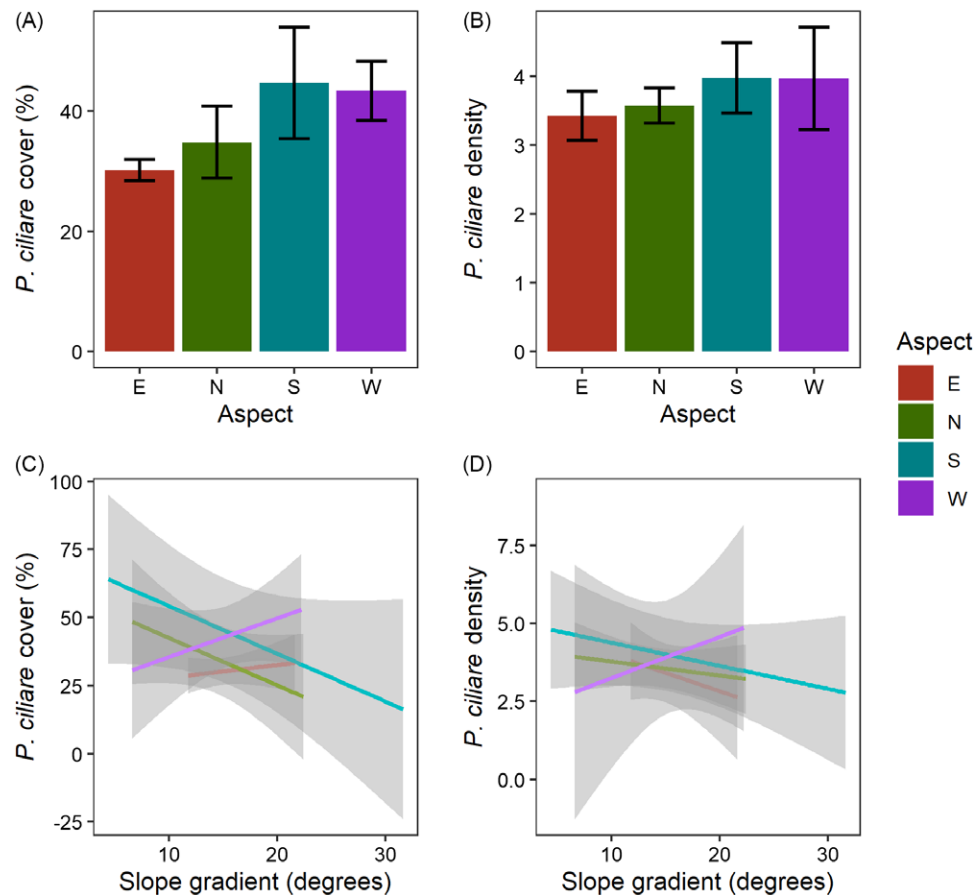 (A)
P. ciliare cover (%)
40
20
0
E N S W
Aspect
(B)
P. ciliare density
4
3
2
1
0
E N S W
Aspect
Aspect
E
N
S
W
(C)
P. ciliare cover (%)
100
75
50
25
0
-25
10 20 30
Slope gradient (degrees)
(D)
P. ciliare density
7.5
5.0
2.5
0.0
10 20 30
Slope gradient (degrees)